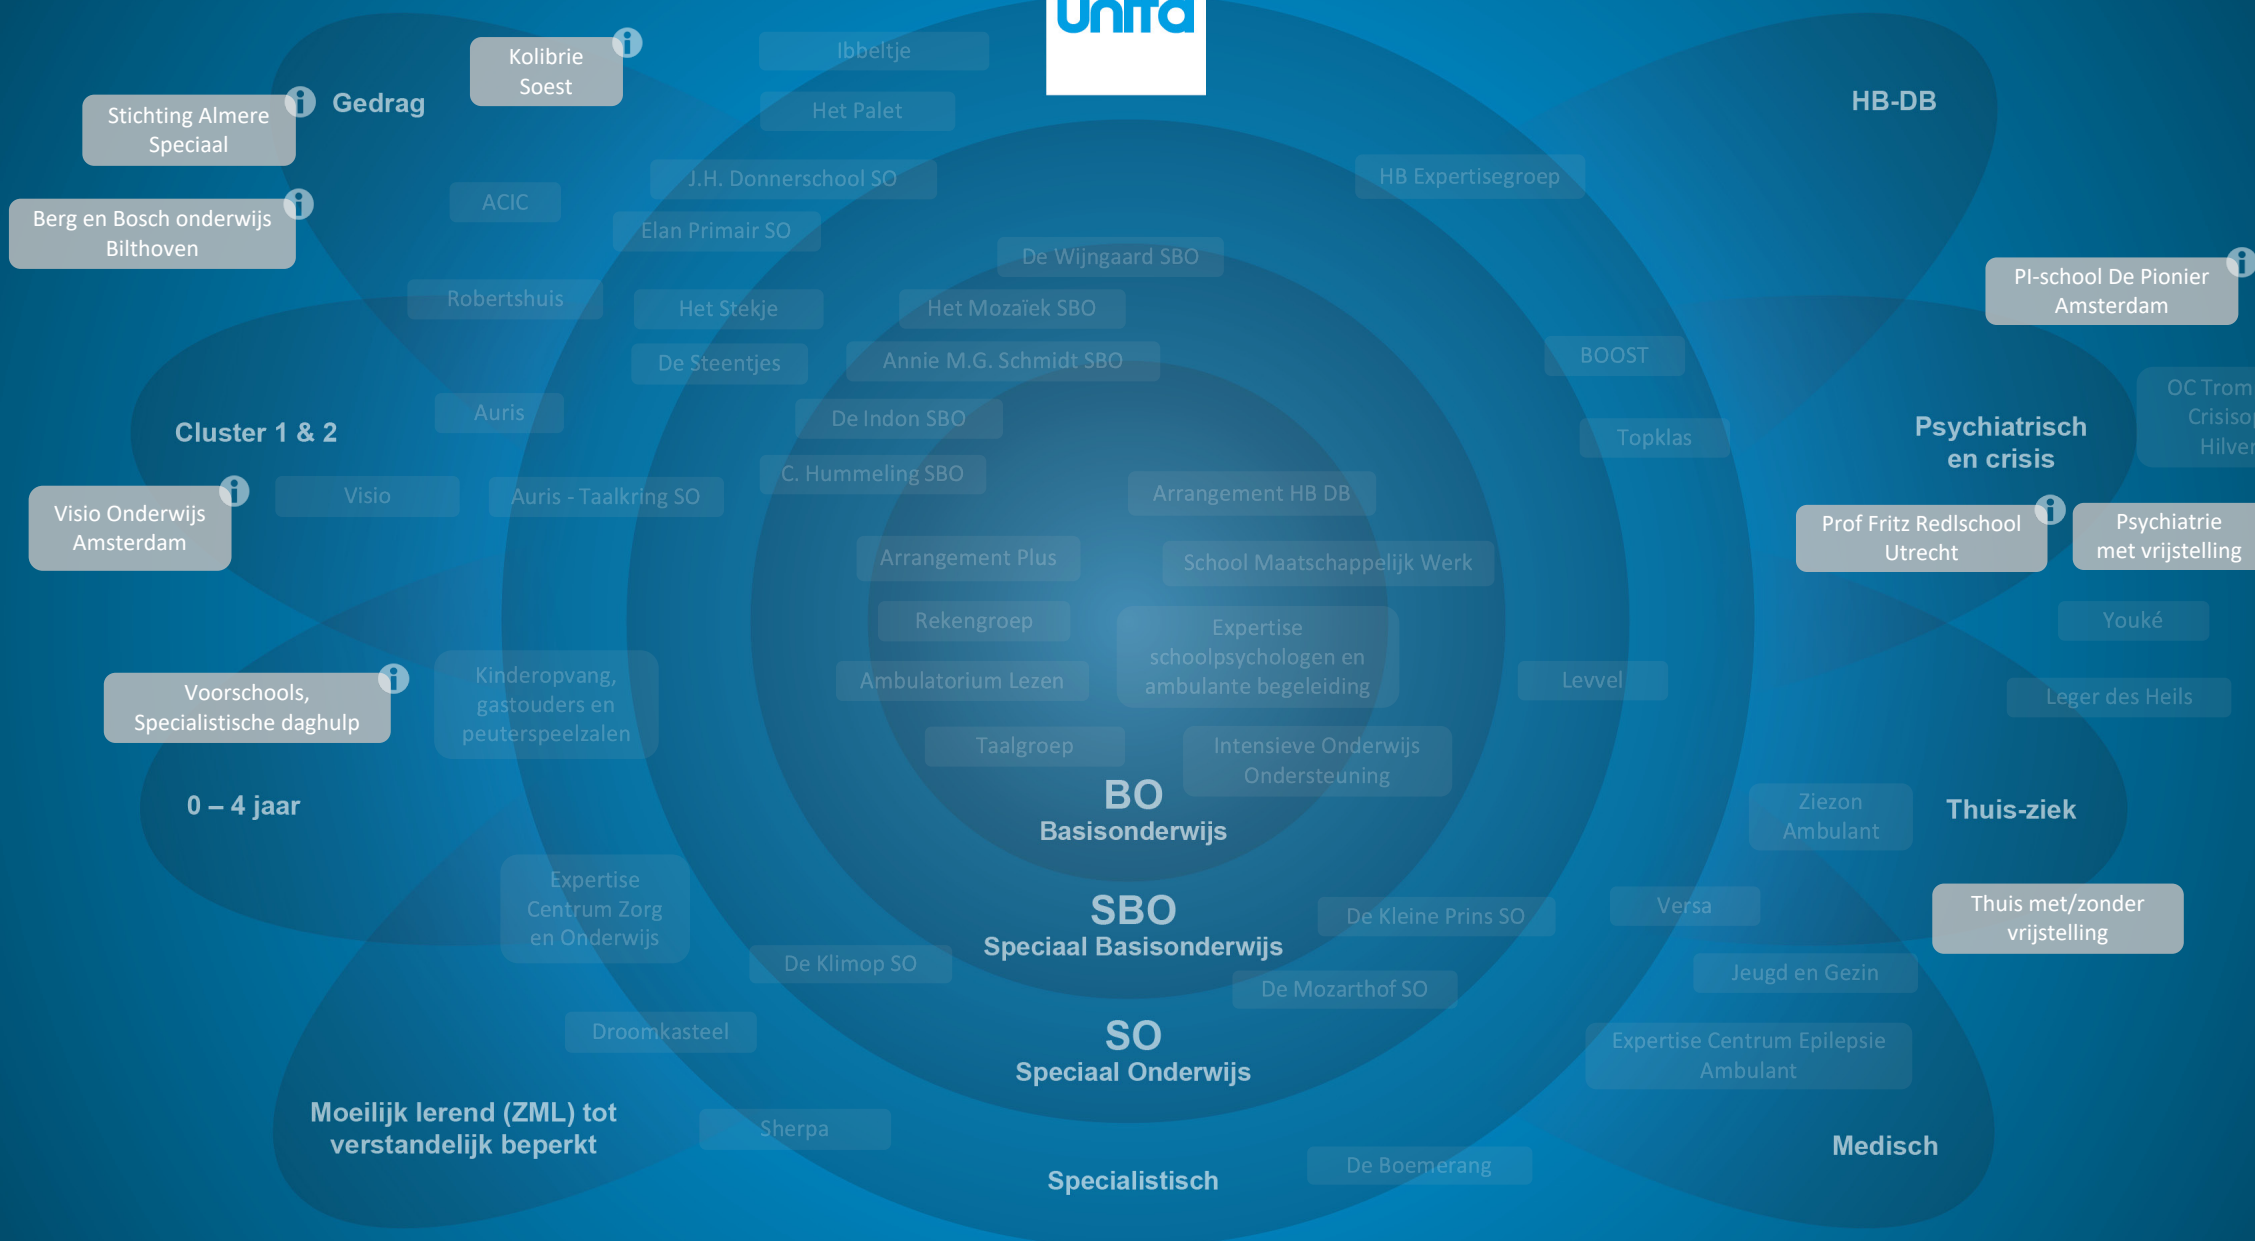 unita
Kolibrie
Soest
Ibbeltje
Stichting Almere
Speciaal
Gedrag
Het Palet
HB-DB
J.H. Donnerschool SO
HB Expertisegroep
ACIC
Berg en Bosch onderwijs
Bilthoven
Elan Primair SO
De Wijngaard SBO
PI-school De Pionier
Amsterdam
Robertshuis
Het Stekje
Het Mozaïek SBO
De Steentjes
Annie M.G. Schmidt SBO
BOOST
OC Trom
Crisiso
Hilver
Auris
De Indon SBO
Cluster 1 & 2
Topklas
Psychiatrisch
en crisis
C. Hummeling SBO
Visio
Auris - Taalkring SO
Arrangement HB DB
Visio Onderwijs
Amsterdam
Prof Fritz Redlschool
Utrecht
Psychiatrie
met vrijstelling
Arrangement Plus
School Maatschappelijk Werk
Rekengroep
Youké
Expertise
schoolpsychologen en
ambulante begeleiding
Voorschools,
Specialistische daghulp
Kinderopvang,
gastouders en
peuterspeelzalen
Ambulatorium Lezen
Levvel
Leger des Heils
Taalgroep
Intensieve Onderwijs
Ondersteuning
BO
Basisonderwijs
0 – 4 jaar
Ziezon
Ambulant
Thuis-ziek
Expertise
Centrum Zorg
en Onderwijs
SBO
Speciaal Basisonderwijs
De Kleine Prins SO
Versa
Thuis met/zonder
vrijstelling
De Klimop SO
De Mozarthof SO
Jeugd en Gezin
Droomkasteel
SO
Speciaal Onderwijs
Expertise Centrum Epilepsie
Ambulant
Moeilijk lerend (ZML) tot
verstandelijk beperkt
Sherpa
Specialistisch
De Boemerang
Medisch